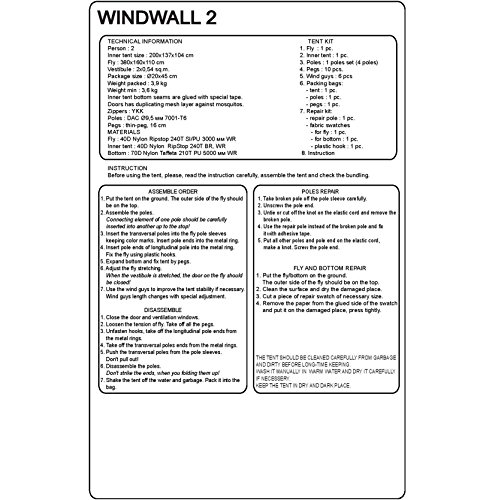 WINDWALL 2
TECHNICAL INFORMATION
Person : 2
Inner tent size : 200x137x104 cm
Fly : 360x160x110 cm
Vestibule : 2x0,54 sq.m.
Package size : Ø20x45 cm
Weight packed : 3,9 kg
Weight min : 3,6 kg
Inner tent bottom seams are glued with special tape.
Doors has duplicating mesh layer against mosquitos.
Zippers : YKK
Poles : DAC Ø9,5 мм 7001-T6
Pegs : thin-peg, 16 cm
MATERIALS
Fly : 40D Nylon Ripstop 240T Si/PU 3000 мм WR
Inner tent : 40D Nylon RipStop 240T BR, WR
Bottom : 70D Nylon Taffeta 210T PU 5000 мм WR
TENT KIT
1. Fly : 1 pc.
2. Inner tent : 1 pc.
3. Poles : 1 poles set (4 poles)
4. Pegs : 10 pcs.
5. Wind guys : 6 pcs
6. Packing bags:
- tent : 1 pc.
- poles : 1 pc.
- pegs : 1 pc.
7. Repair kit:
- repair pole : 1 pc.
- fabric swatches
- for fly : 1 pc.
- for bottom : 1 pc.
- plastic hook : 1 pc.
8. Instruction
INSTRUCTION
Before using the tent, please, read the instruction carefully, assemble the tent and check the bundling.
ASSEMBLE ORDER
1. Put the tent on the ground. The outer side of the fly should
be on the top.
2. Assemble the poles.
Connecting element of one pole should be carefully
inserted into another up to the stop!
3. Insert the transversal poles into the fly pole sleeves
keeping color marks. Insert pole ends into the metal ring.
4. Insert pole ends of longitudinal pole into the metal ring.
Fix the fly using plastic hooks.
5. Expand bottom and fix tent by pegs.
6. Adjust the fly stretching.
When the vestibule is stretched, the door on the fly should
be closed!
7. Use the wind guys to improve the tent stability if necessary.
Wind guys length changes with special adjustment.
DISASSEMBLE
1. Close the door and ventilation windows.
2. Loosen the tension of fly. Take off all the pegs.
3. Unfasten hooks, take off the longitudinal pole ends from
the metal rings.
4. Take off the transversal poles ends from the metal rings.
5. Push the transversal poles from the pole sleeves.
Don't pull out!
6. Disassemble the poles.
Don't strike the ends, when you folding them up!
7. Shake the tent off the water and garbage. Pack it into the
bag.
POLES REPAIR
1. Take broken pole off the pole sleeve carefully.
2. Unscrew the pole end.
3. Untie or cut off the knot on the elastic cord and remove the
broken pole.
4. Use the repair pole instead of the broken pole and fix
it with adhesive tape.
5. Put all other poles and pole end on the elastic cord,
make a knot. Screw the pole end.
FLY AND BOTTOM REPAIR
1. Put the fly/bottom on the ground.
The outer side of the fly should be on the top.
2. Clean the surface and dry the damaged place.
3. Cut a piece of repair swatch of necessary size.
4. Remove the paper from the glued side of the swatch
and put it on the damaged place, press tightly.
THE TENT SHOULD BE CLEANED CAREFULLY FROM GARBAGE
AND DIRTY BEFORE LONG-TIME KEEPING.
WASH IT MANUALLY IN WARM WATER AND DRY IT CAREFULLY
IF NECESSERY.
KEEP THE TENT IN DRY AND DARK PLACE.